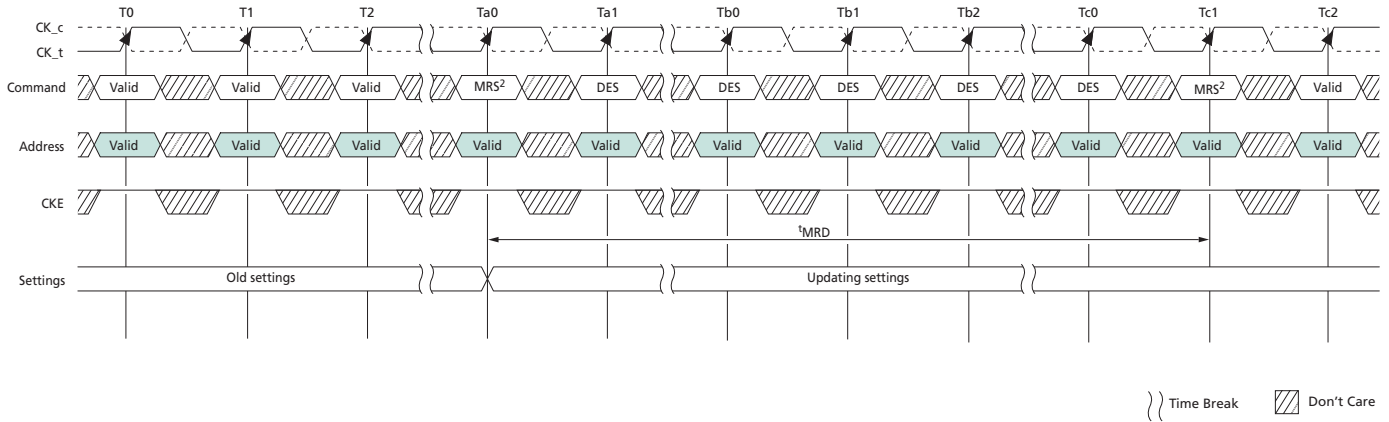 T0 T1 T2 Ta0 Ta1 Tb0 Tb1 Tb2 Tc0 Tc1 Tc2
CK_c
CK_t
Command Valid Valid Valid MRS² DES DES DES DES DES MRS² Valid
Address Valid Valid Valid Valid Valid Valid Valid Valid Valid Valid Valid
CKE
ᵗMRD
Settings Old settings Updating settings
Time Break Don't Care